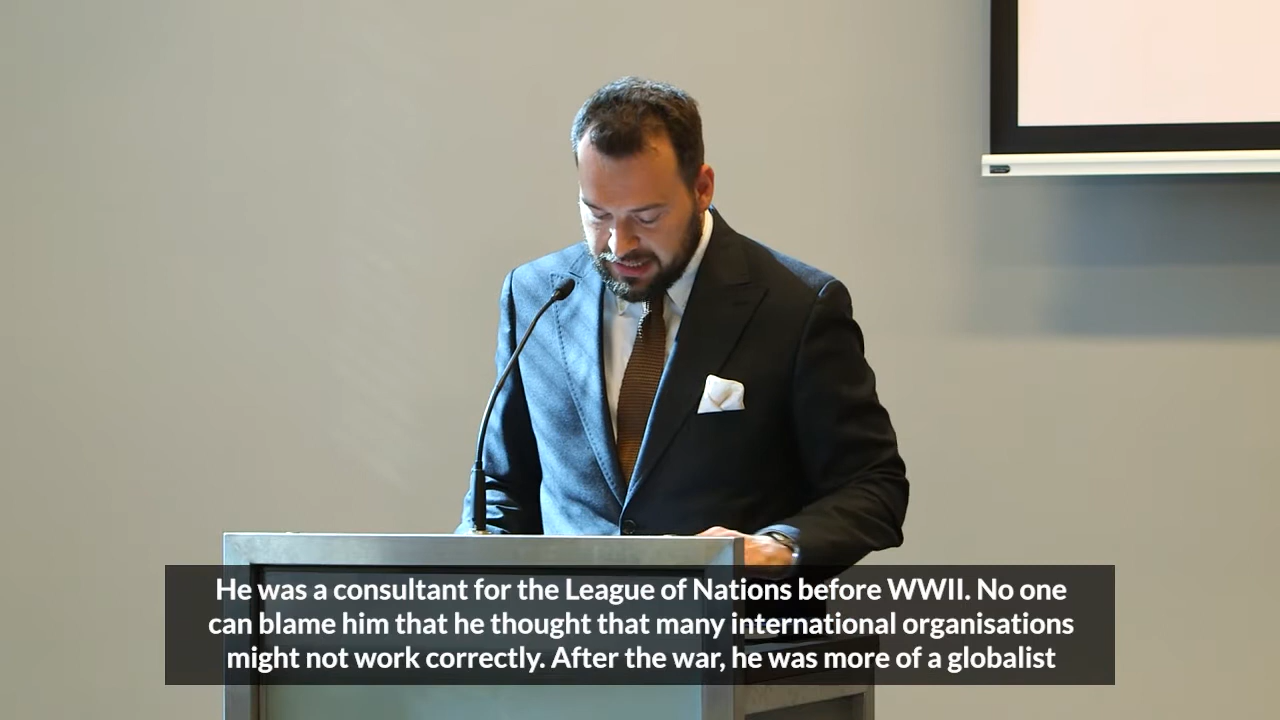 He was a consultant for the League of Nations before WWII. No one
can blame him that he thought that many international organisations
might not work correctly. After the war, he was more of a globalist